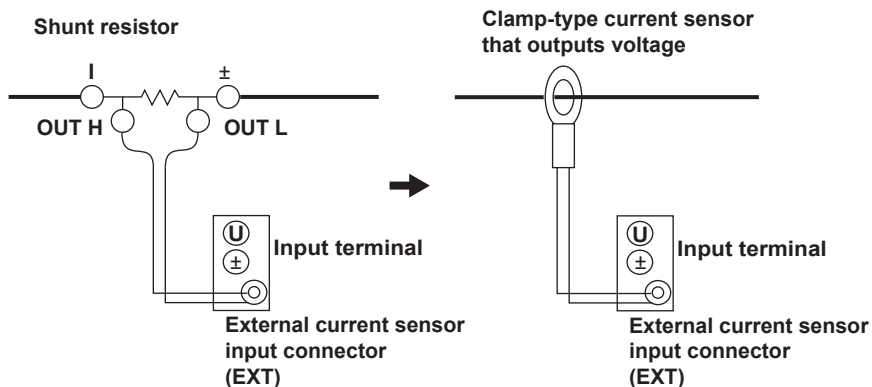 Shunt resistor
I
±
OUT H
OUT L
U
±
Input terminal
External current sensor
input connector
(EXT)
Clamp-type current sensor
that outputs voltage
U
±
Input terminal
External current sensor
input connector
(EXT)